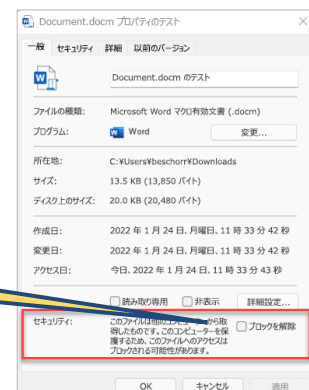 Document.docm プロパティのテスト
一般 セキュリティ 詳細 以前のバージョン
Document.docm のテスト
ファイルの種類: Microsoft Word マクロ有効文書 (.docm)
プログラム: Word 変更...
所在地: C:¥Users¥beschorr¥Downloads
サイズ: 13.5 KB (13,850 バイト)
ディスク上のサイズ: 20.0 KB (20,480 バイト)
作成日: 2022 年 1 月 24 日、月曜日、11 時 33 分 42 秒
変更日: 2022 年 1 月 24 日、月曜日、11 時 33 分 42 秒
アクセス日: 今日、2022 年 1 月 24 日、11 時 33 分 43 秒
読み取り専用 非表示 詳細設定...
セキュリティ: このファイルは他のコンピューターから取
得したものです。このコンピューターを保 ブロックを解除
護するため、このファイルへのアクセスは
ブロックされる可能性があります。
OK キャンセル 適用